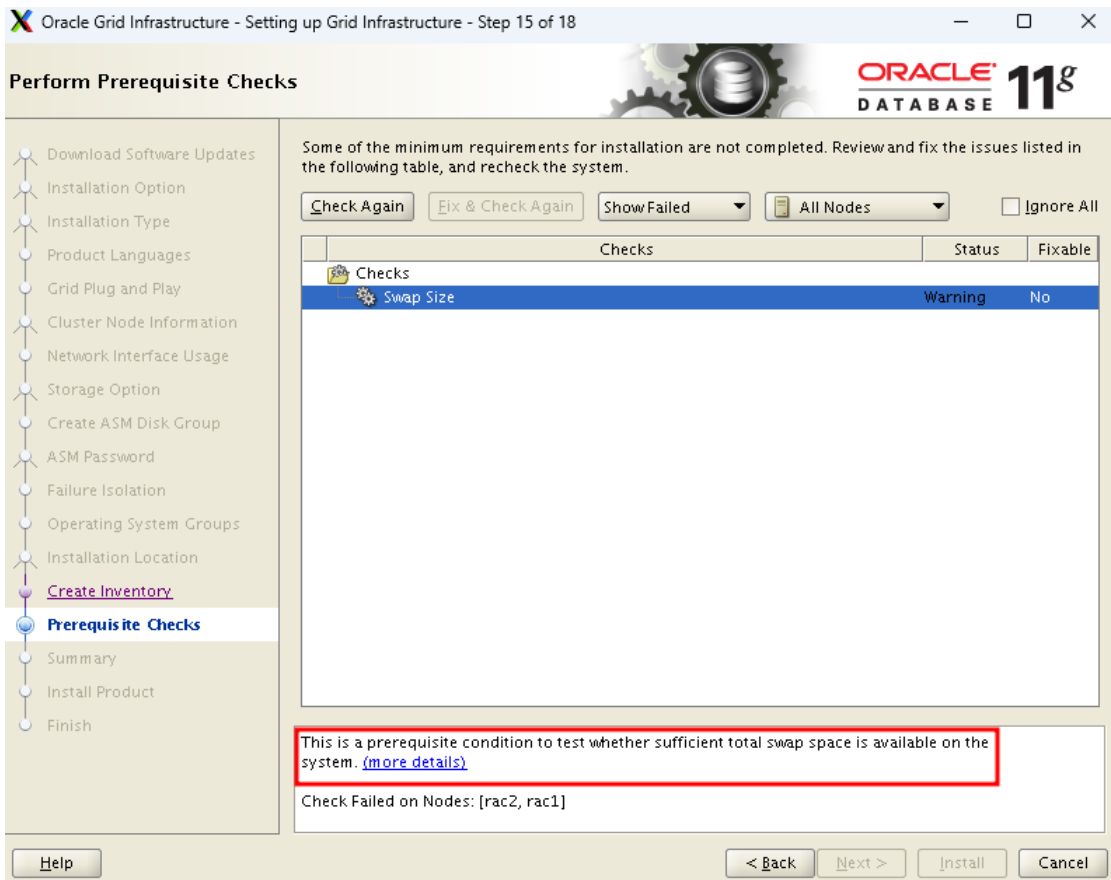 Oracle Grid Infrastructure - Setting up Grid Infrastructure - Step 15 of 18
Perform Prerequisite Checks
ORACLE
DATABASE
11g
Download Software Updates
Installation Option
Installation Type
Product Languages
Grid Plug and Play
Cluster Node Information
Network Interface Usage
Storage Option
Create ASM Disk Group
ASM Password
Failure Isolation
Operating System Groups
Installation Location
Create Inventory
Prerequisite Checks
Summary
Install Product
Finish
Some of the minimum requirements for installation are not completed. Review and fix the issues listed in
the following table, and recheck the system.
Check Again Fix & Check Again Show Failed All Nodes Ignore All
Checks Status Fixable
Checks
Swap Size Warning No
This is a prerequisite condition to test whether sufficient total swap space is available on the
system. (more details)
Check Failed on Nodes: [rac2, rac1]
Help < Back Next > Install Cancel